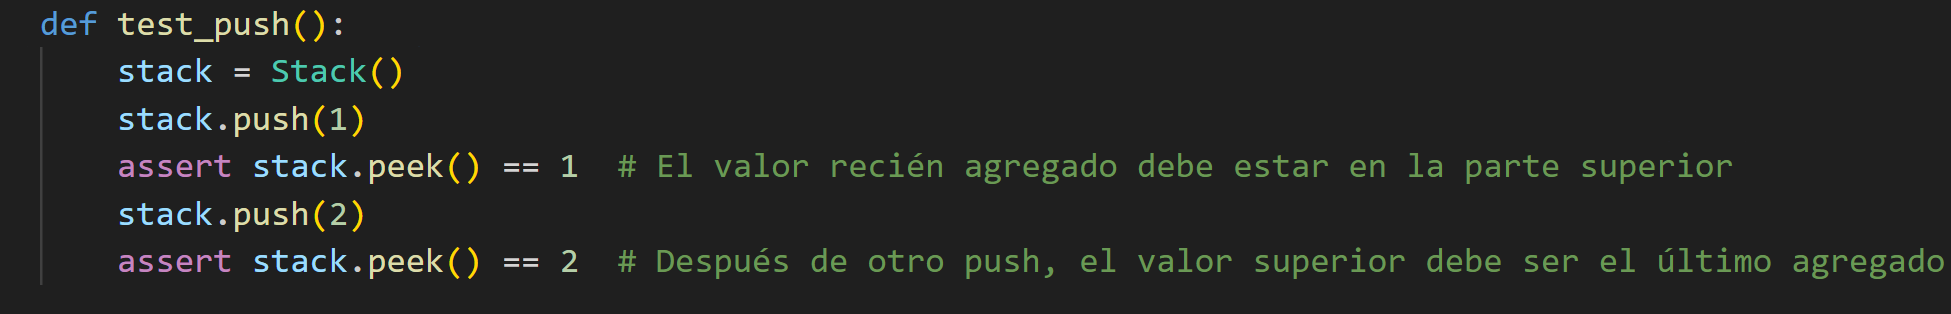 def test_push():
    stack = Stack()
    stack.push(1)
    assert stack.peek() == 1  # El valor recién agregado debe estar en la parte superior
    stack.push(2)
    assert stack.peek() == 2  # Después de otro push, el valor superior debe ser el último agregado